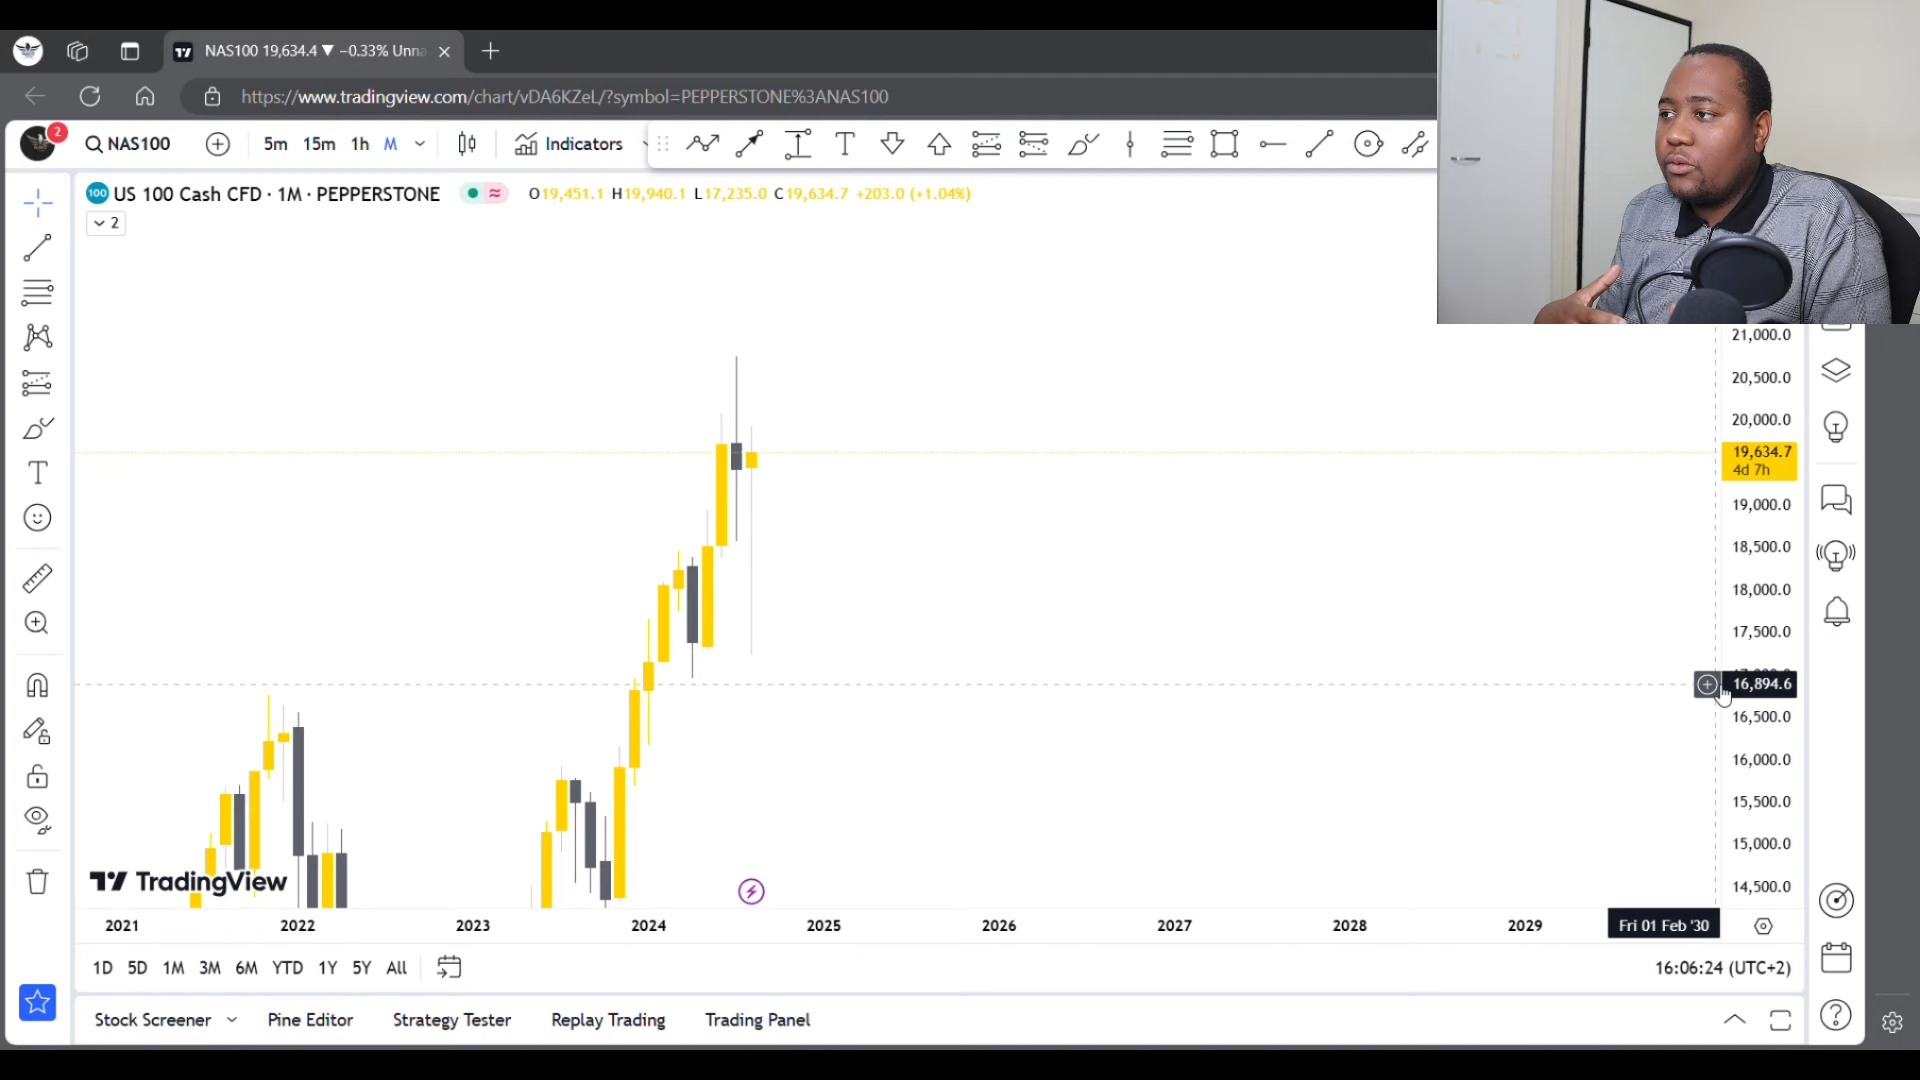 NAS100 19,634.4 ▼ −0.33% Unna
https://www.tradingview.com/chart/vDA6KZeL/?symbol=PEPPERSTONE%3ANAS100
2
NAS100
5m 15m 1h M
Indicators
100 US 100 Cash CFD · 1M · PEPPERSTONE
O19,451.1 H19,940.1 L17,235.0 C19,634.7 +203.0 (+1.04%)
2
21,000.0
20,500.0
20,000.0
19,634.7
4d 7h
19,000.0
18,500.0
18,000.0
17,500.0
16,894.6
16,500.0
16,000.0
15,500.0
15,000.0
14,500.0
TradingView
2021 2022 2023 2024 2025 2026 2027 2028 2029 Fri 01 Feb '30
1D 5D 1M 3M 6M YTD 1Y 5Y All
16:06:24 (UTC+2)
Stock Screener Pine Editor Strategy Tester Replay Trading Trading Panel